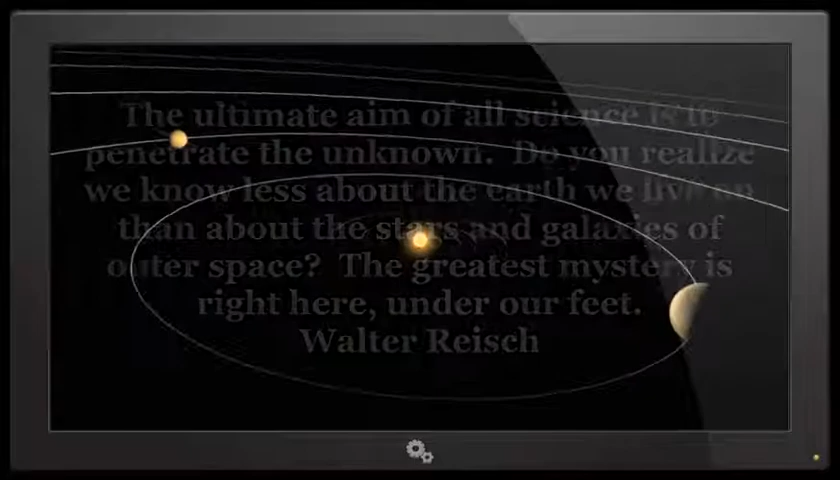 The ultimate aim of all science is to
penetrate the unknown. Do you realize
we know less about the earth we live on
than about the stars and galaxies of
outer space? The greatest mystery is
right here, under our feet.
Walter Reisch